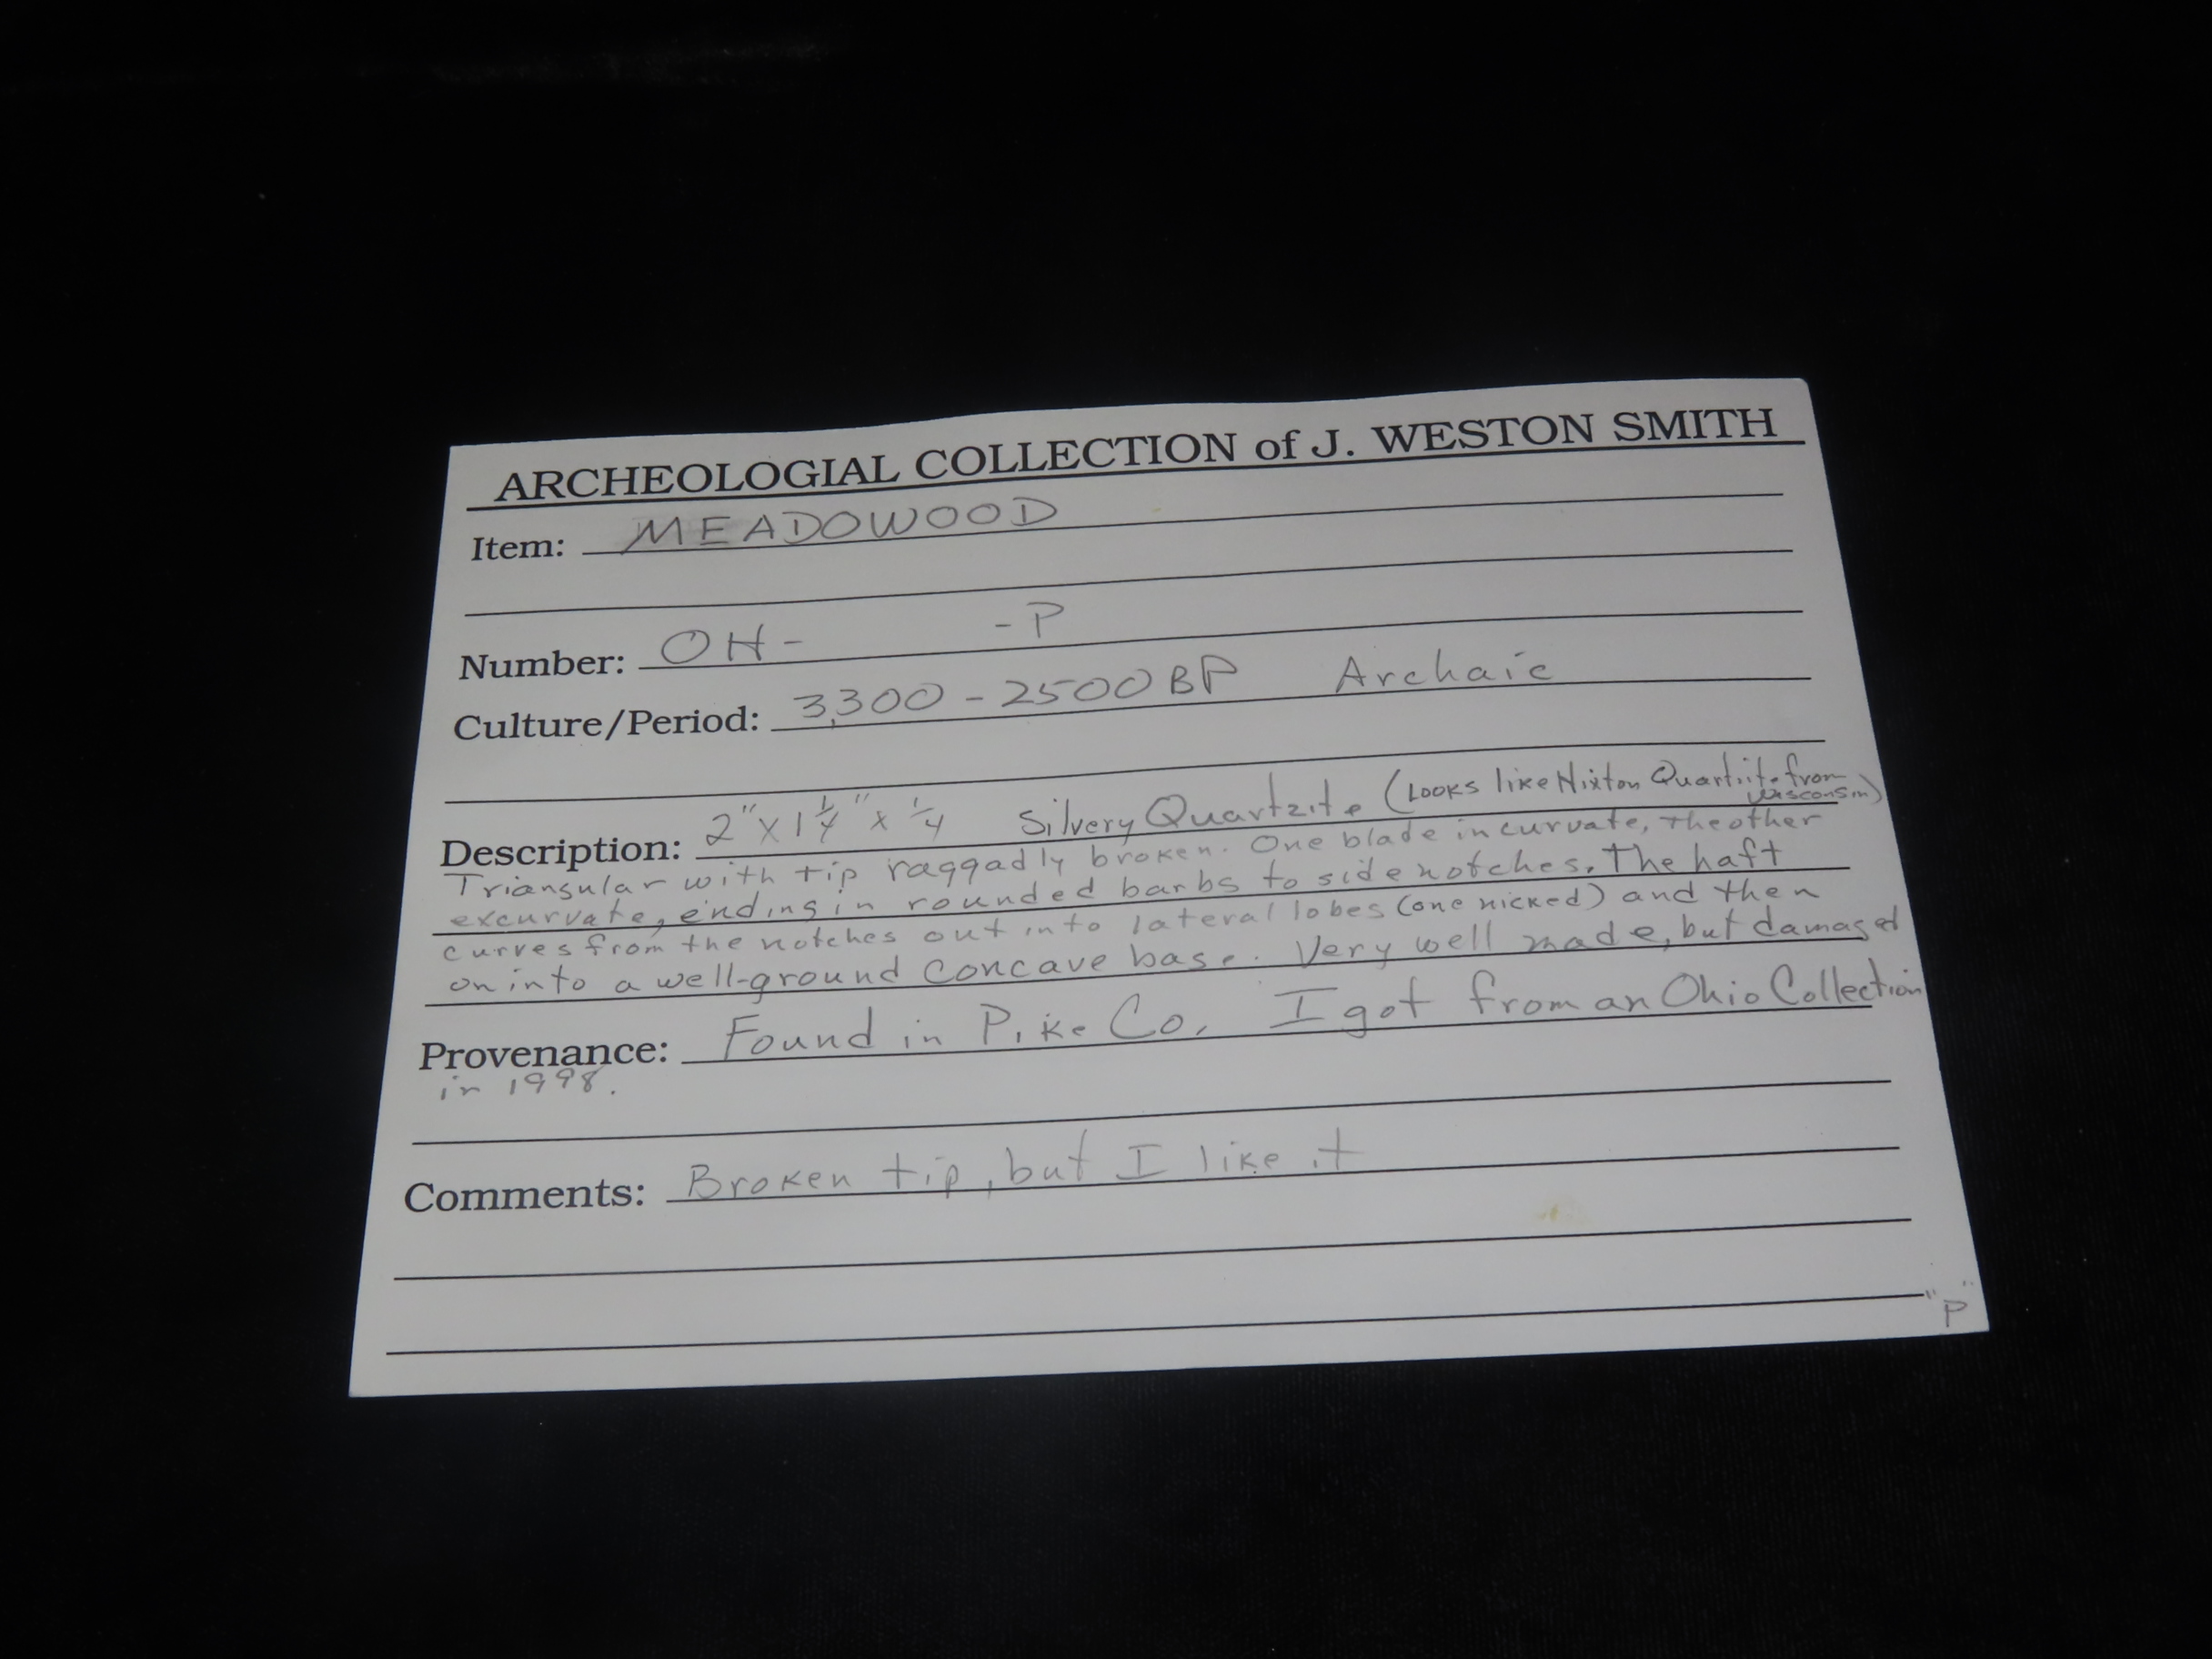 ARCHEOLOGIAL COLLECTION of J. WESTON SMITH
Item: MEADOWOOD
Number: OH- -P
Culture/Period: 3,300 - 2500 BP Archaic
Description: 2" x 1 1/4" x 1/4 Silvery Quartzite (Looks like Hixton Quartzite from Wisconsin)
Triangular with tip raggadly broken. One blade incurvate, the other
excurvate, ending in rounded barbs to side notches. The haft
curves from the notches out into lateral lobes (one nicked) and then
on into a well-ground concave base. Very well made, but damaged
Provenance: Found in Pike Co. I got from an Ohio Collection
in 1998.
Comments: Broken tip, but I like it
"P"